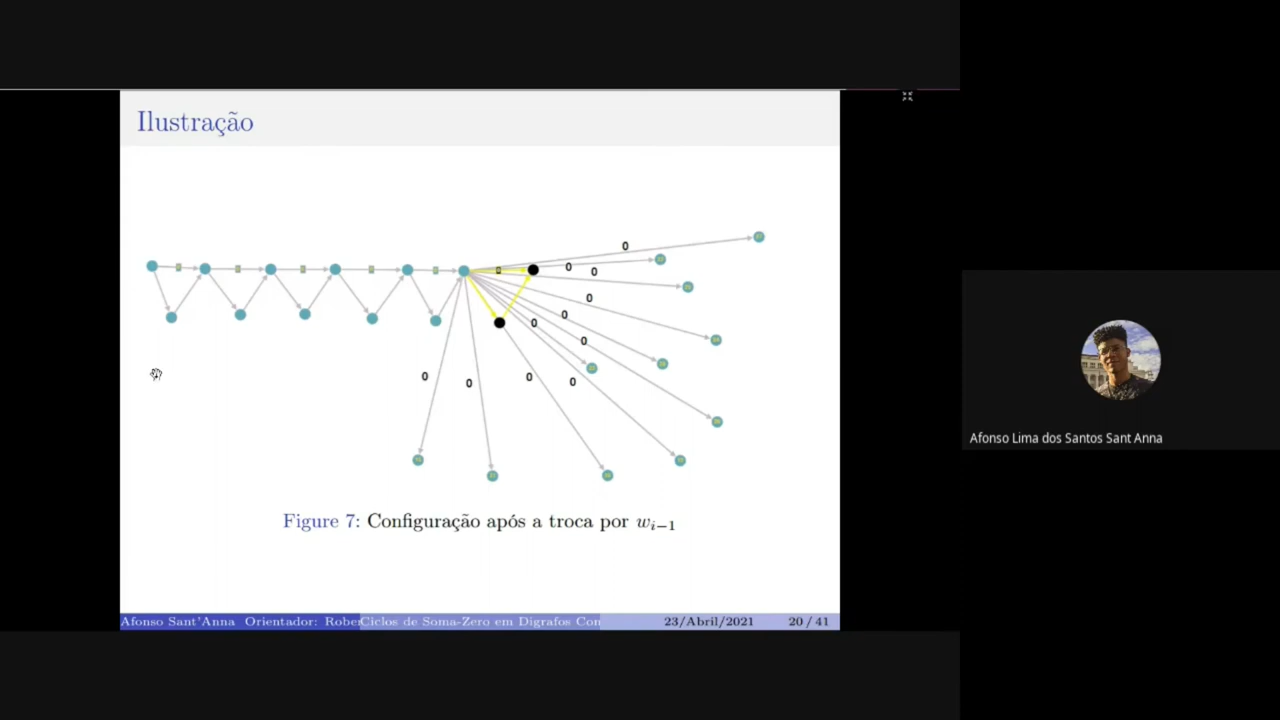 Ilustração
0
0
0
0
0
0
0
0
0
0
0
0
Figure 7: Configuração após a troca por w_{i−1}
Afonso Sant'Anna Orientador: Rober
Ciclos de Soma-Zero em Digrafos Con
23/Abril/2021
20 / 41
Afonso Lima dos Santos Sant Anna